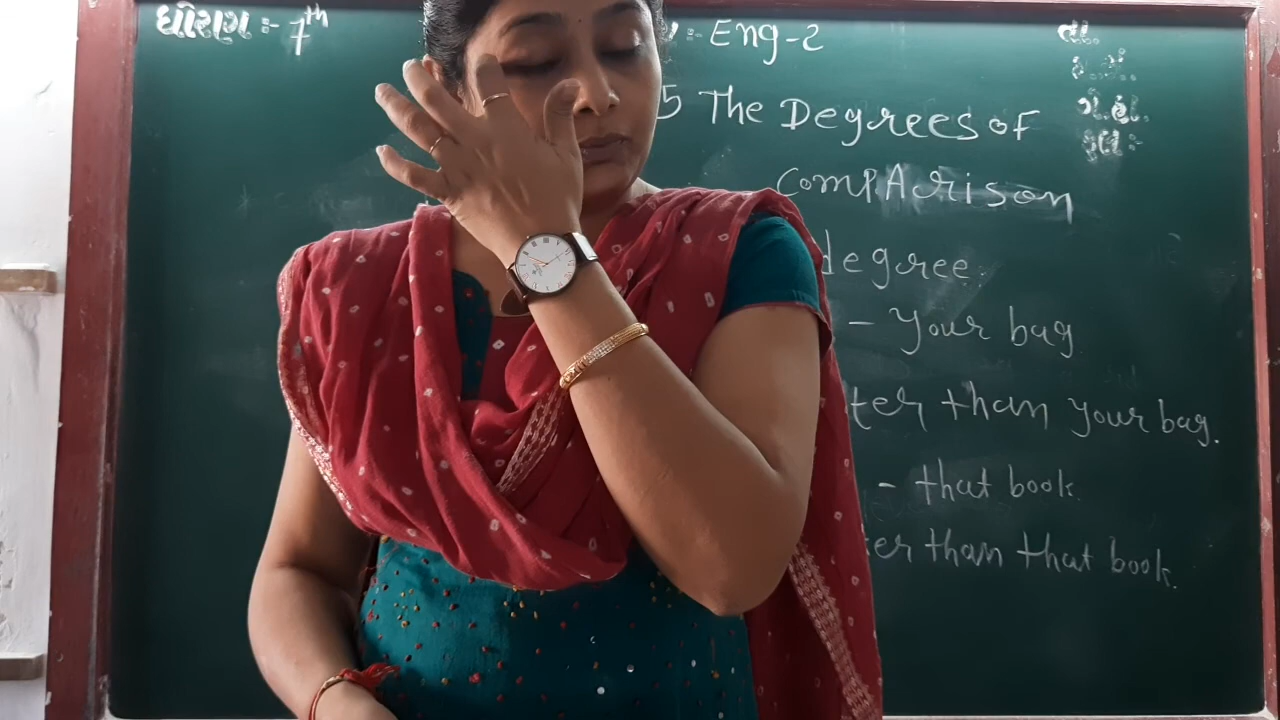 ધોરણ :- 7th
:- Eng-2
તા.
5 The Degrees of
Comparison
degree.
- Your bag
ter than your bag.
- that book.
er than that book.